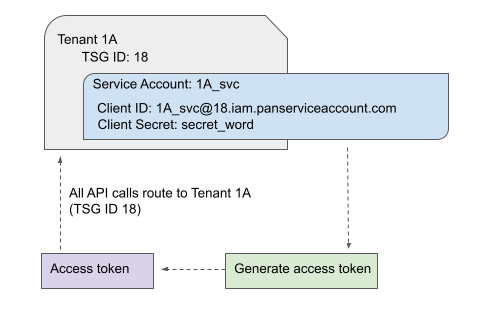 Tenant 1A
TSG ID: 18
Service Account: 1A_svc
Client ID: 1A_svc@18.iam.panserviceaccount.com
Client Secret: secret_word
All API calls route to Tenant 1A
(TSG ID 18)
Access token
Generate access token